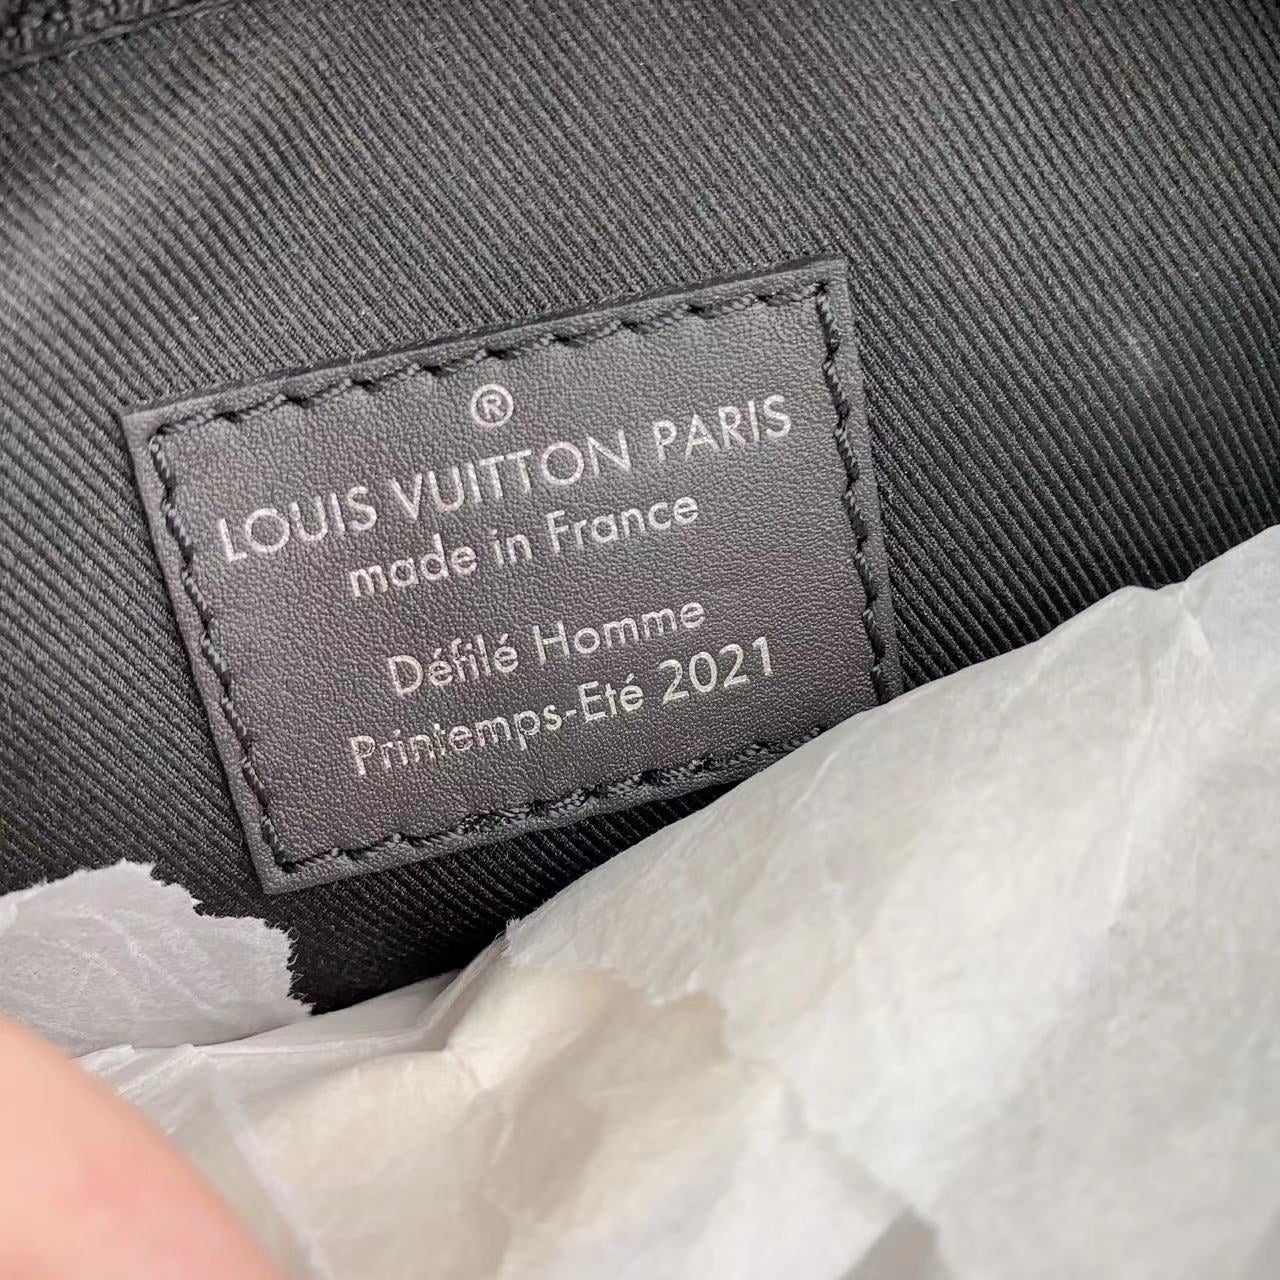 ®
LOUIS VUITTON PARIS
made in France
Défilé Homme
Printemps-Eté 2021